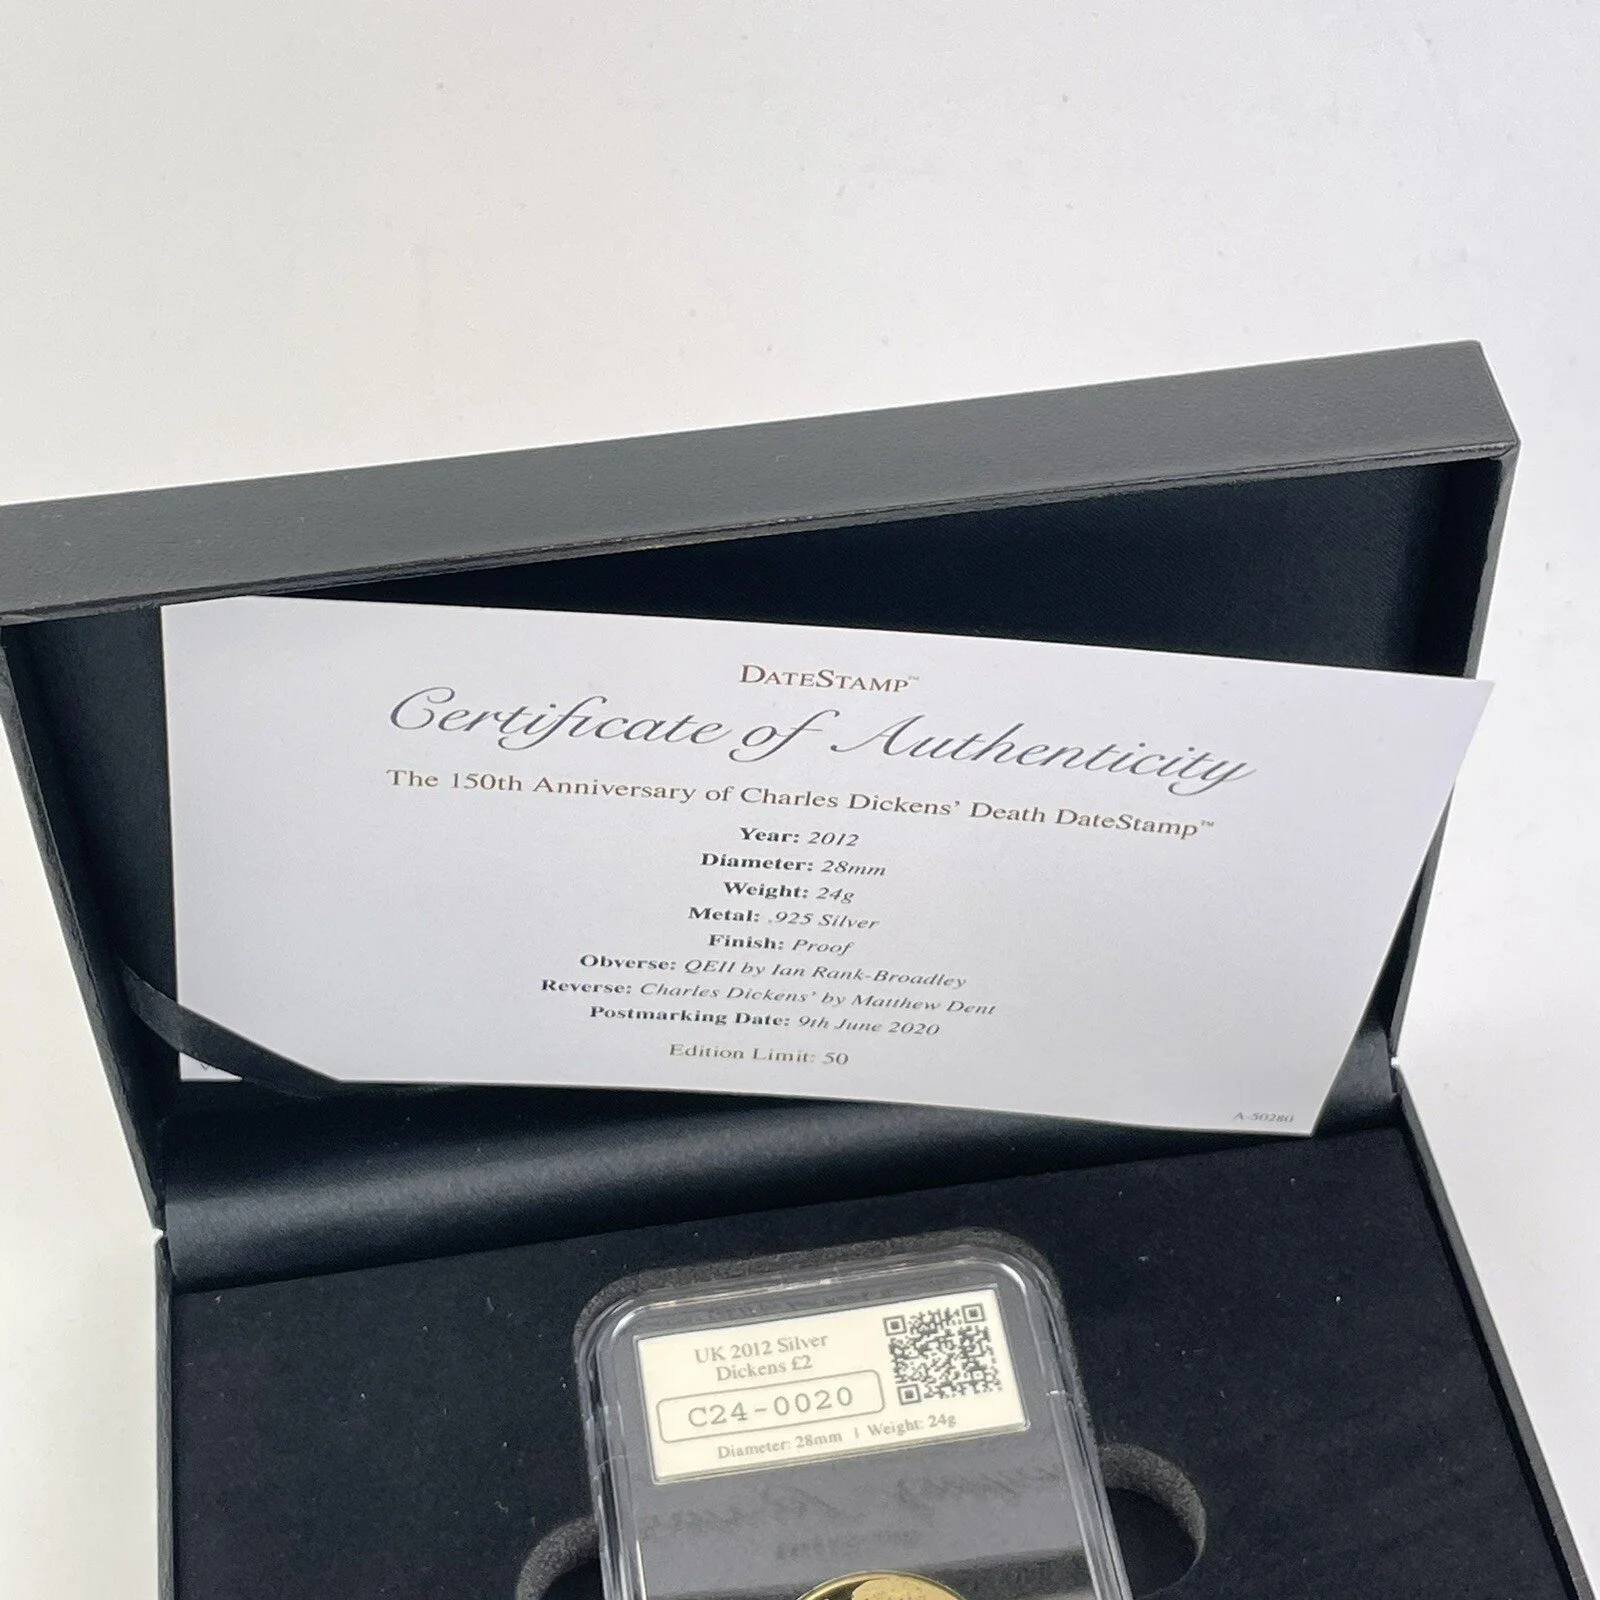 DATESTAMP™
Certificate of Authenticity
The 150th Anniversary of Charles Dickens' Death DateStamp™
Year: 2012
Diameter: 28mm
Weight: 24g
Metal: .925 Silver
Finish: Proof
Obverse: QEII by Ian Rank-Broadley
Reverse: Charles Dickens' by Matthew Dent
Postmarking Date: 9th June 2020
Edition Limit: 50
A-50280
UK 2012 Silver
Dickens £2
C24-0020
Diameter: 28mm | Weight: 24g